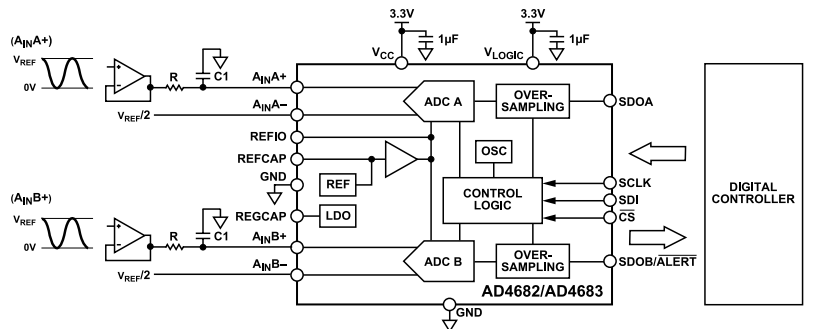 (AINA+)
VREF
0V
R
C1
AINA+
VREF/2
AINA−
REFIO
REFCAP
GND
REGCAP
(AINB+)
VREF
0V
R
C1
AINB+
VREF/2
AINB−
3.3V
1µF
VCC
3.3V
1µF
VLOGIC
ADC A
OVER-
SAMPLING
SDOA
OSC
REF
LDO
CONTROL
LOGIC
SCLK
SDI
CS
ADC B
OVER-
SAMPLING
SDOB/ALERT
AD4682/AD4683
GND
DIGITAL
CONTROLLER